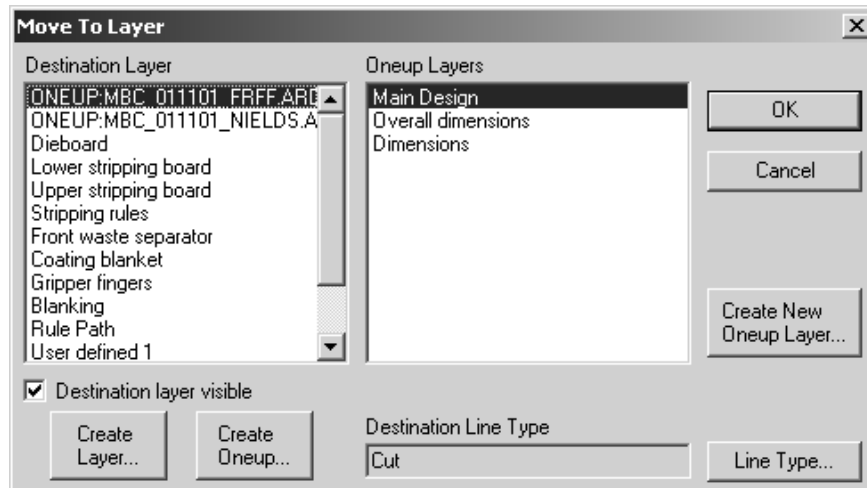 Move To Layer
Destination Layer
ONEUP:MBC_011101_FRFF.ARD
ONEUP:MBC_011101_NIELDS.A
Dieboard
Lower stripping board
Upper stripping board
Stripping rules
Front waste separator
Coating blanket
Gripper fingers
Blanking
Rule Path
User defined 1
Oneup Layers
Main Design
Overall dimensions
Dimensions
OK
Cancel
Create New
Oneup Layer...
Destination layer visible
Create
Layer...
Create
Oneup...
Destination Line Type
Cut
Line Type...